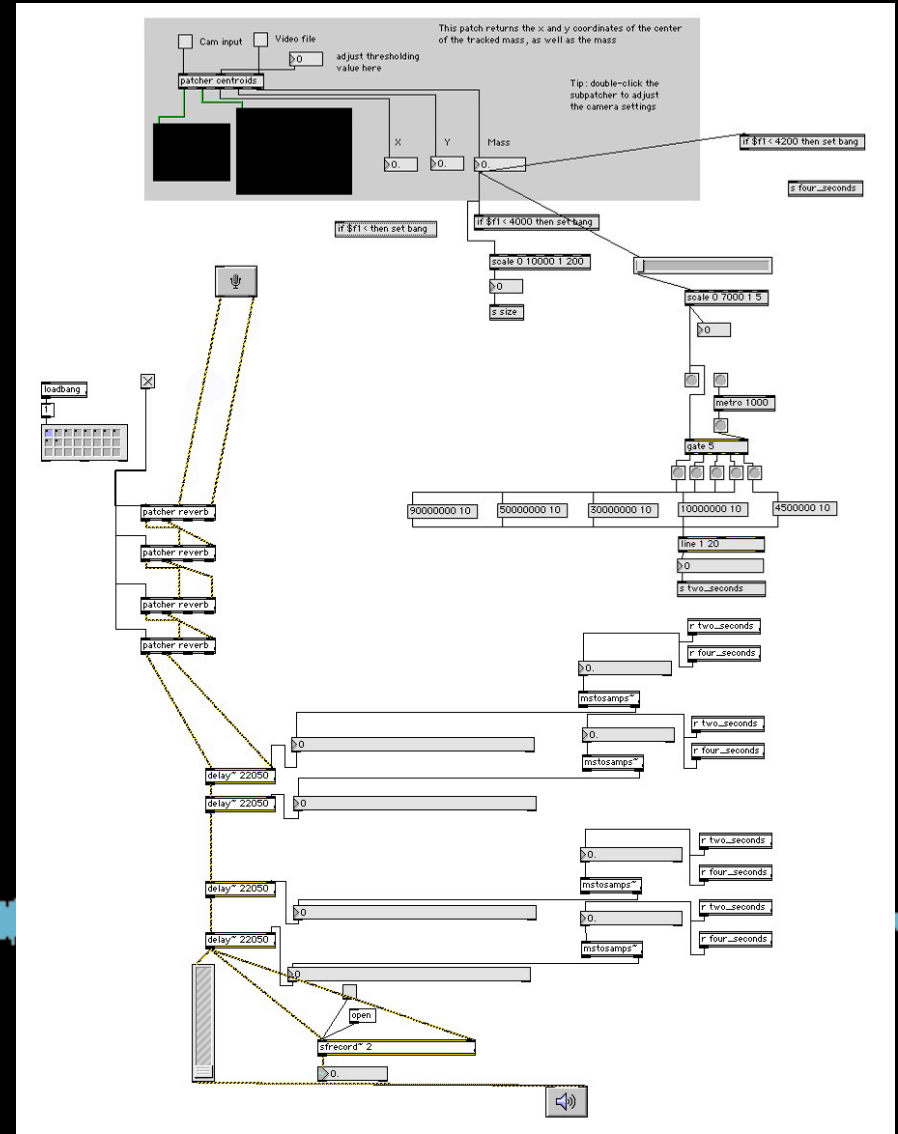 This patch returns the x and y coordinates of the center
of the tracked mass, as well as the mass
Cam input
Video file
0
adjust thresholding
value here
patcher centroids
Tip: double-click the
subpatcher to adjust
the camera settings
X
Y
Mass
0.
0.
0.
if $f1 < 4200 then set bang
s four_seconds
if $f1 < then set bang
if $f1 < 4000 then set bang
scale 0 10000 1 200
0
s size
scale 0 7000 1 5
0
loadbang
1
metro 1000
gate 5
90000000 10
50000000 10
30000000 10
10000000 10
4500000 10
line 1 20
0
s two_seconds
patcher reverb
patcher reverb
patcher reverb
patcher reverb
r two_seconds
r four_seconds
0.
mstosamps~
r two_seconds
0.
r four_seconds
mstosamps~
0
delay~ 22050
delay~ 22050
0
r two_seconds
0.
r four_seconds
mstosamps~
delay~ 22050
0
r two_seconds
0.
r four_seconds
mstosamps~
delay~ 22050
0
open
sfrecord~ 2
0.